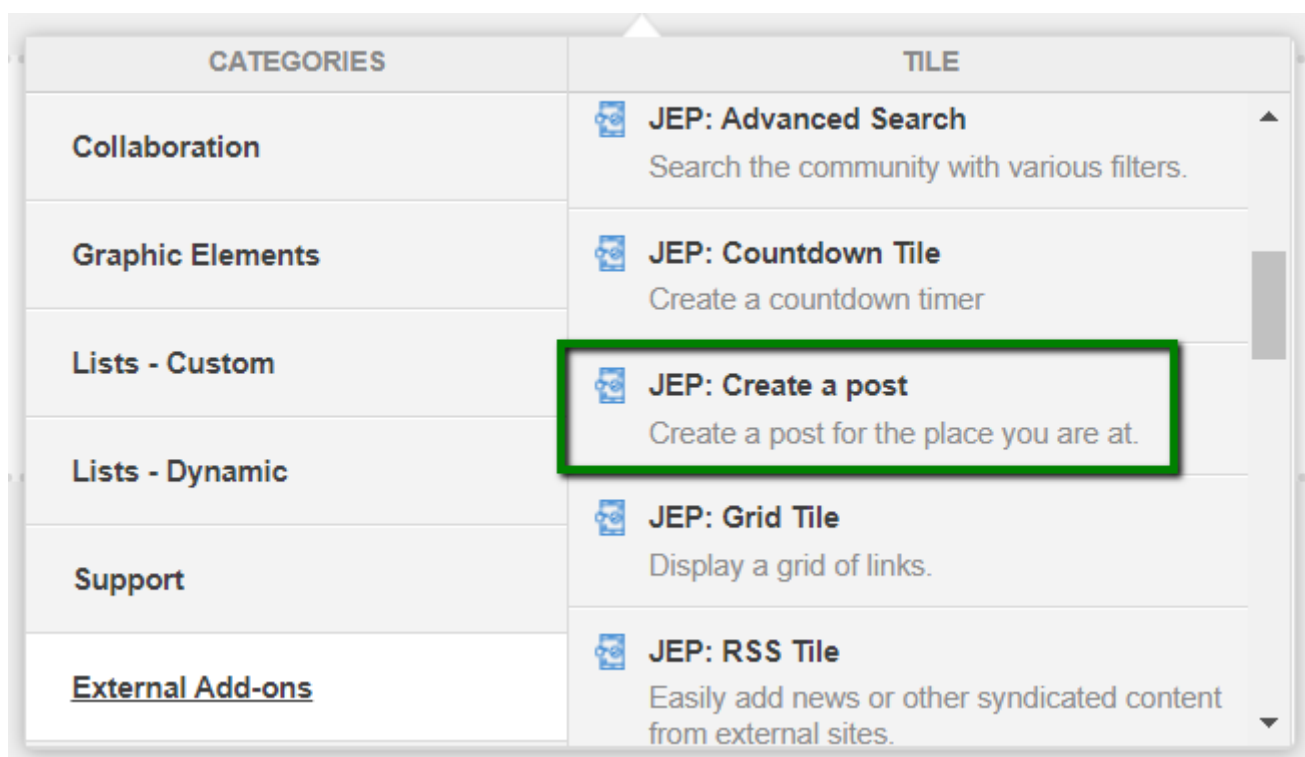 CATEGORIES
TILE
Collaboration
Graphic Elements
Lists - Custom
Lists - Dynamic
Support
External Add-ons
JEP: Advanced Search
Search the community with various filters.
JEP: Countdown Tile
Create a countdown timer
JEP: Create a post
Create a post for the place you are at.
JEP: Grid Tile
Display a grid of links.
JEP: RSS Tile
Easily add news or other syndicated content
from external sites.